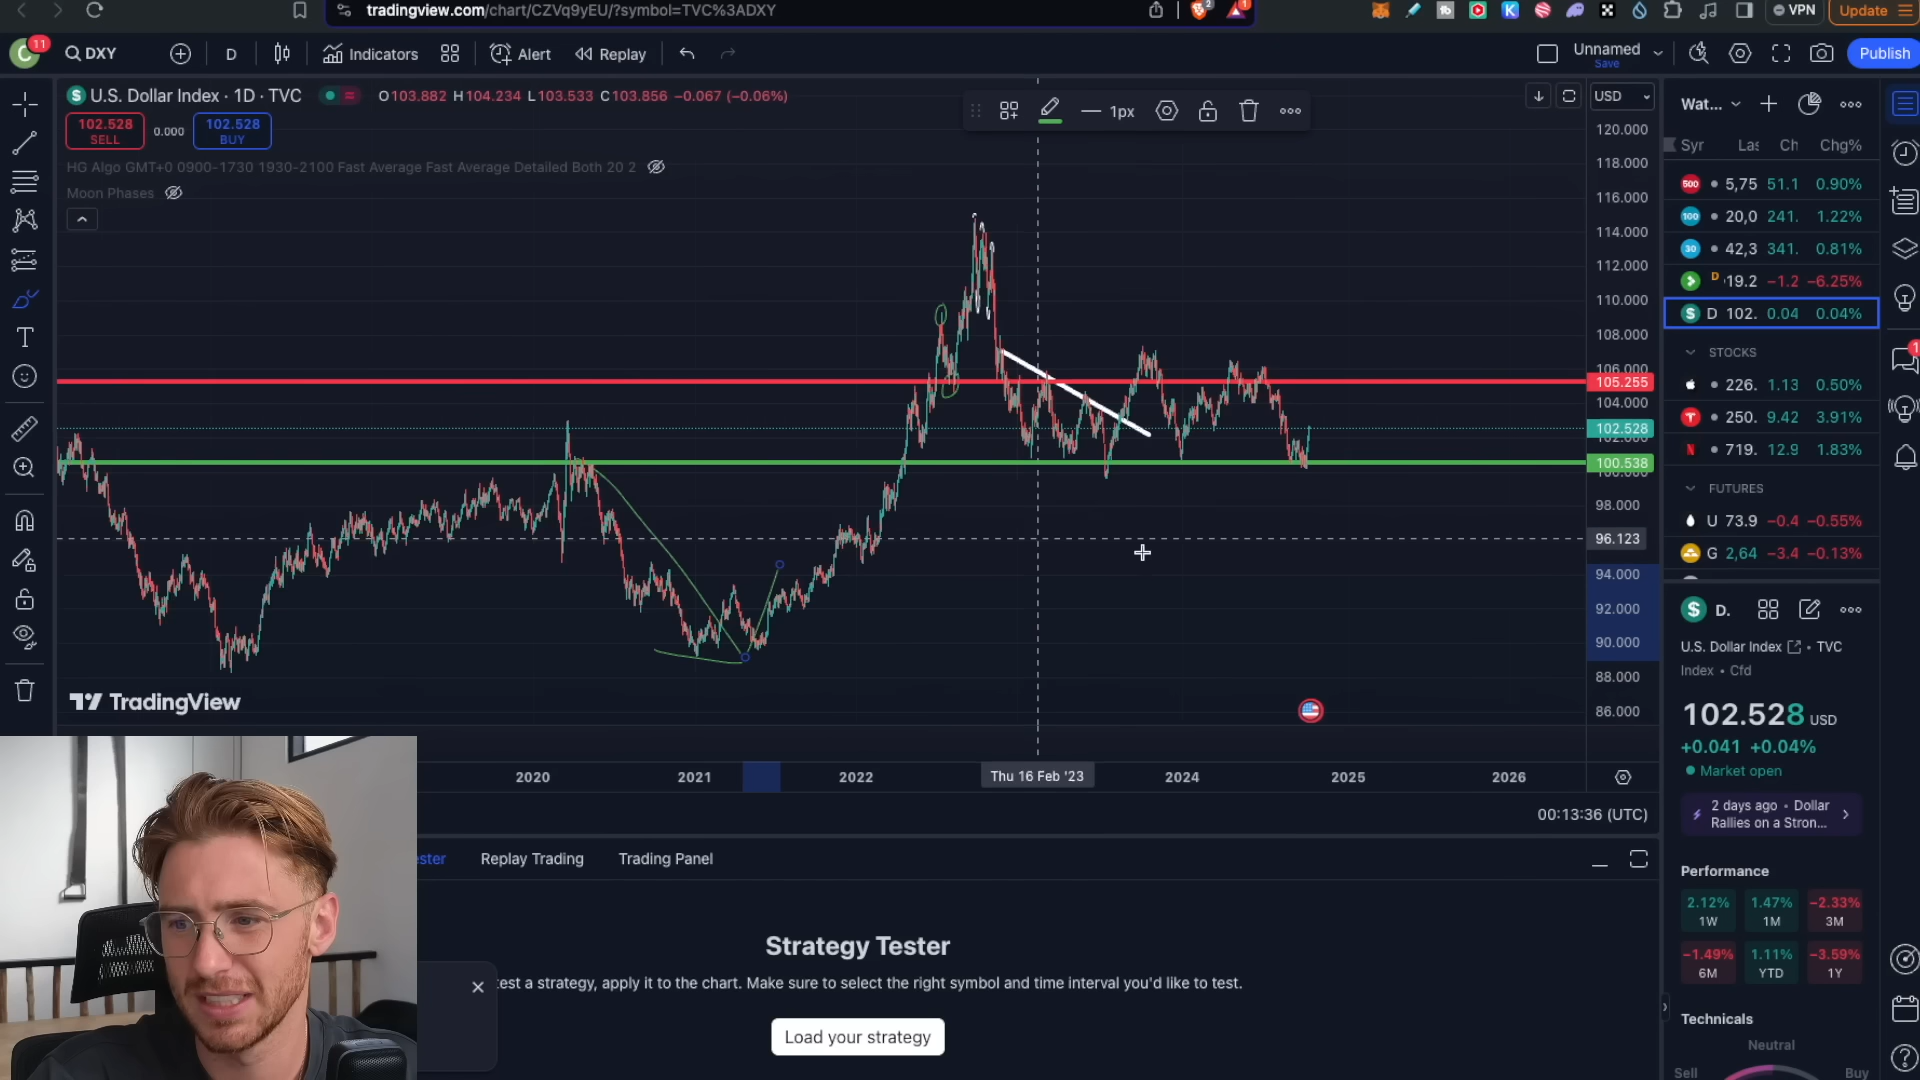 tradingview.com/chart/CZVq9yEU/?symbol=TVC%3ADXY
2
1
VPN
Update
11
DXY
D
Indicators
Alert
Replay
Unnamed
Save
Publish
U.S. Dollar Index · 1D · TVC
O103.882 H104.234 L103.533 C103.856 −0.067 (−0.06%)
1px
USD
Wat...
102.528
SELL
0.000
102.528
BUY
Chg%
HG Algo GMT+0 0900-1730 1930-2100 Fast Average Fast Average Detailed Both 20 2
Moon Phases
120.000
118.000
116.000
114.000
112.000
110.000
108.000
106.000
105.255
104.000
102.528
102.000
100.538
100.000
98.000
96.123
94.000
92.000
90.000
88.000
86.000
500 5,75 51.1 0.90%
100 20,0 241. 1.22%
30 42,3 341. 0.81%
D 19.2 −1.2 −6.25%
D 102. 0.04 0.04%
STOCKS
226. 1.13 0.50%
250. 9.42 3.91%
719. 12.9 1.83%
FUTURES
U 73.9 −0.4 −0.55%
G 2,64 −3.4 −0.13%
1
D.
U.S. Dollar Index • TVC
Index • Cfd
102.528 USD
+0.041 +0.04%
Market open
2 days ago • Dollar
Rallies on a Stron...
TradingView
2020
2021
2022
Thu 16 Feb '23
2024
2025
2026
00:13:36 (UTC)
ester
Replay Trading
Trading Panel
Performance
2.12%
1W
1.47%
1M
−2.33%
3M
−1.49%
6M
1.11%
YTD
−3.59%
1Y
Strategy Tester
est a strategy, apply it to the chart. Make sure to select the right symbol and time interval you'd like to test.
Load your strategy
Technicals
Neutral
Sell
Buy